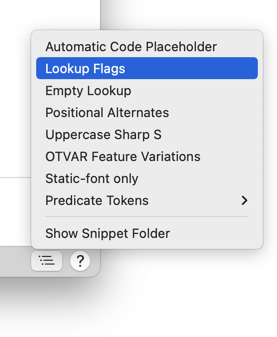 Automatic Code Placeholder
Lookup Flags
Empty Lookup
Positional Alternates
Uppercase Sharp S
OTVAR Feature Variations
Static-font only
Predicate Tokens
Show Snippet Folder
?